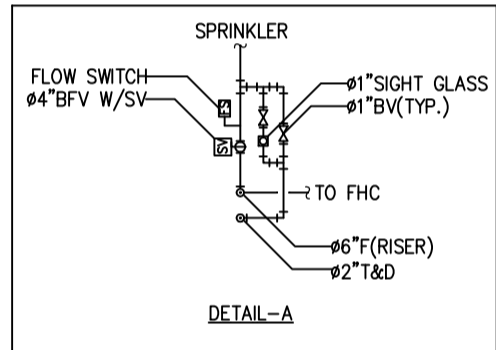 SPRINKLER
FLOW SWITCH
FS
ø4"BFV W/SV
SV
ø1"SIGHT GLASS
ø1"BV(TYP.)
TO FHC
ø6"F(RISER)
ø2"T&D
DETAIL-A